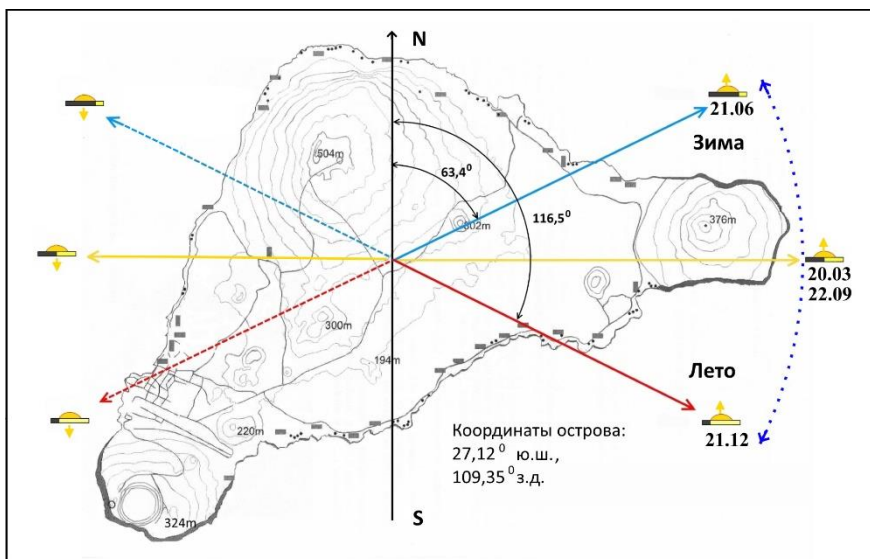 N
21.06
Зима
504m
63,4⁰
116,5⁰
302m
376m
20.03
22.09
300m
194m
Лето
21.12
220m
Координаты острова:
27,12⁰ ю.ш.,
109,35⁰ з.д.
324m
S